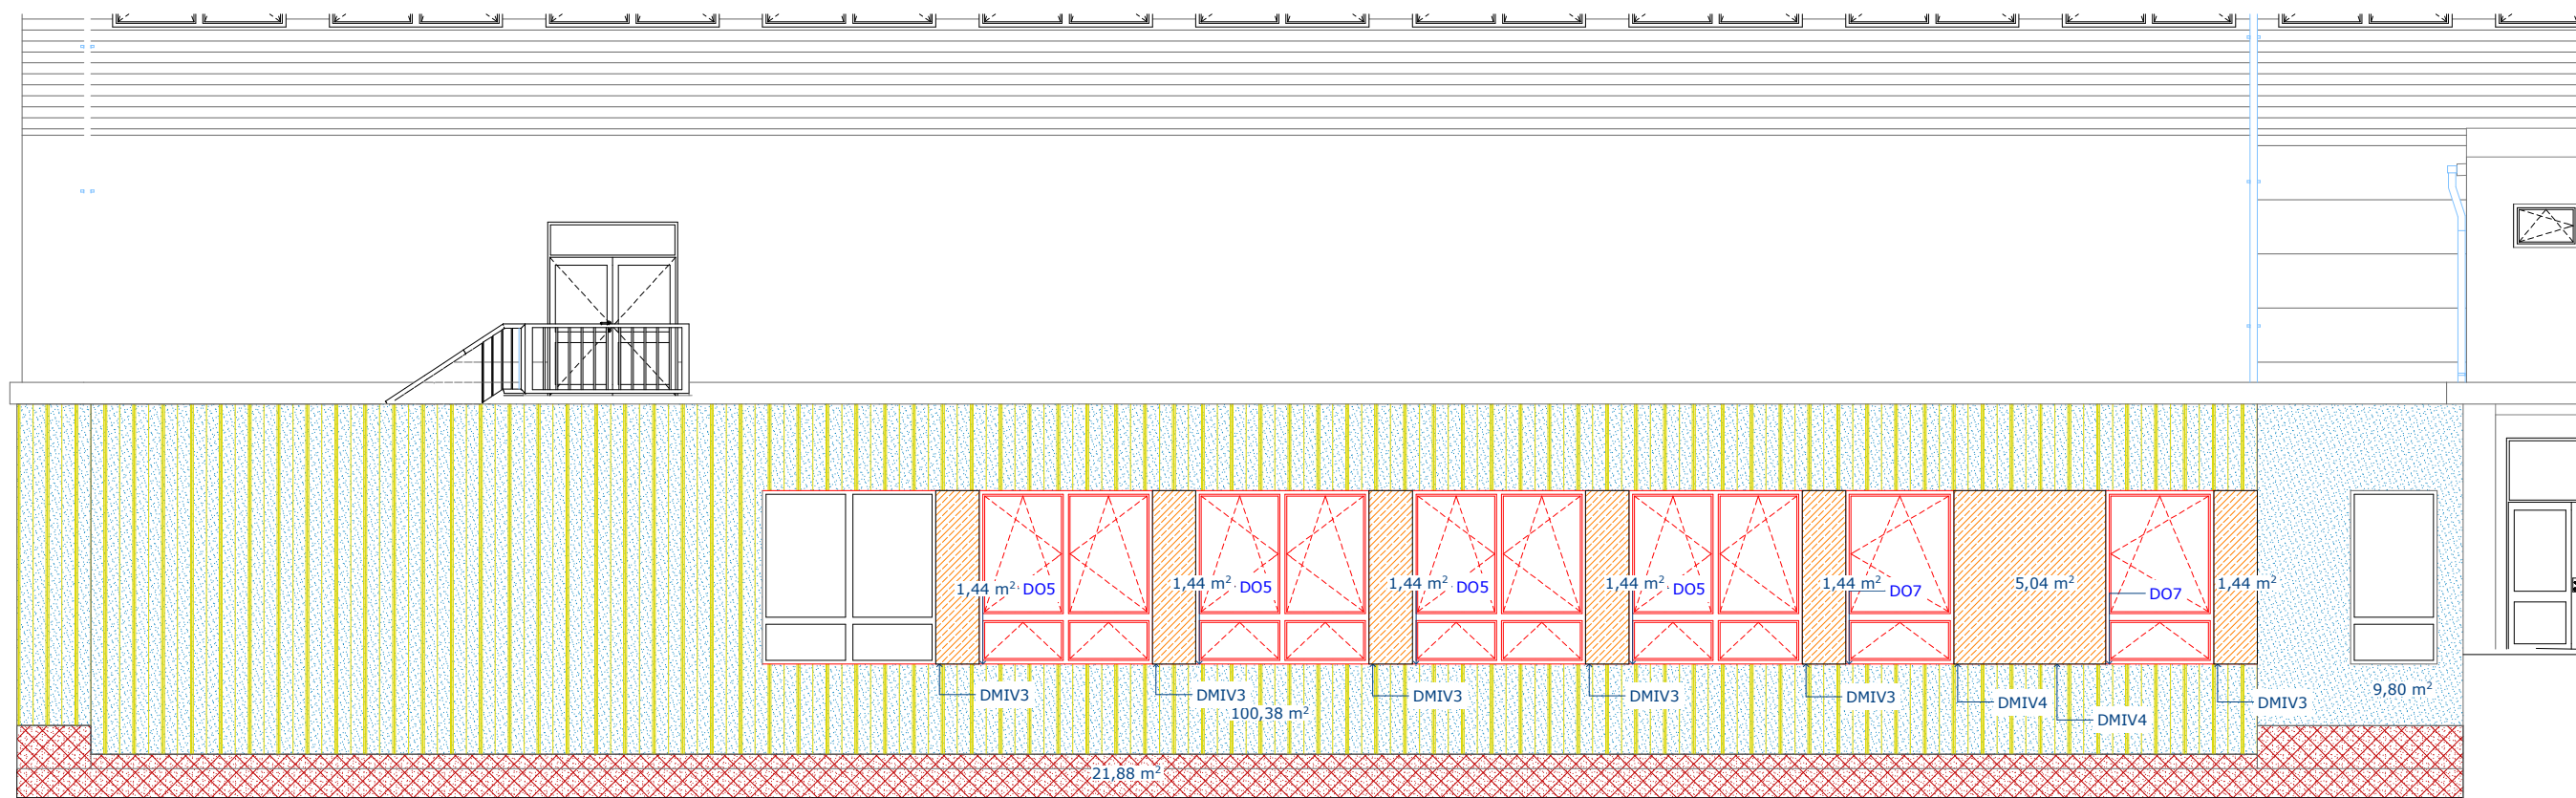 1,44 m² DO5
1,44 m² DO5
1,44 m² DO5
1,44 m² DO5
1,44 m² DO7
5,04 m²
DO7
1,44 m²
DMIV3
DMIV3
DMIV3
DMIV3
DMIV3
DMIV4
DMIV4
DMIV3
9,80 m²
100,38 m²
21,88 m²